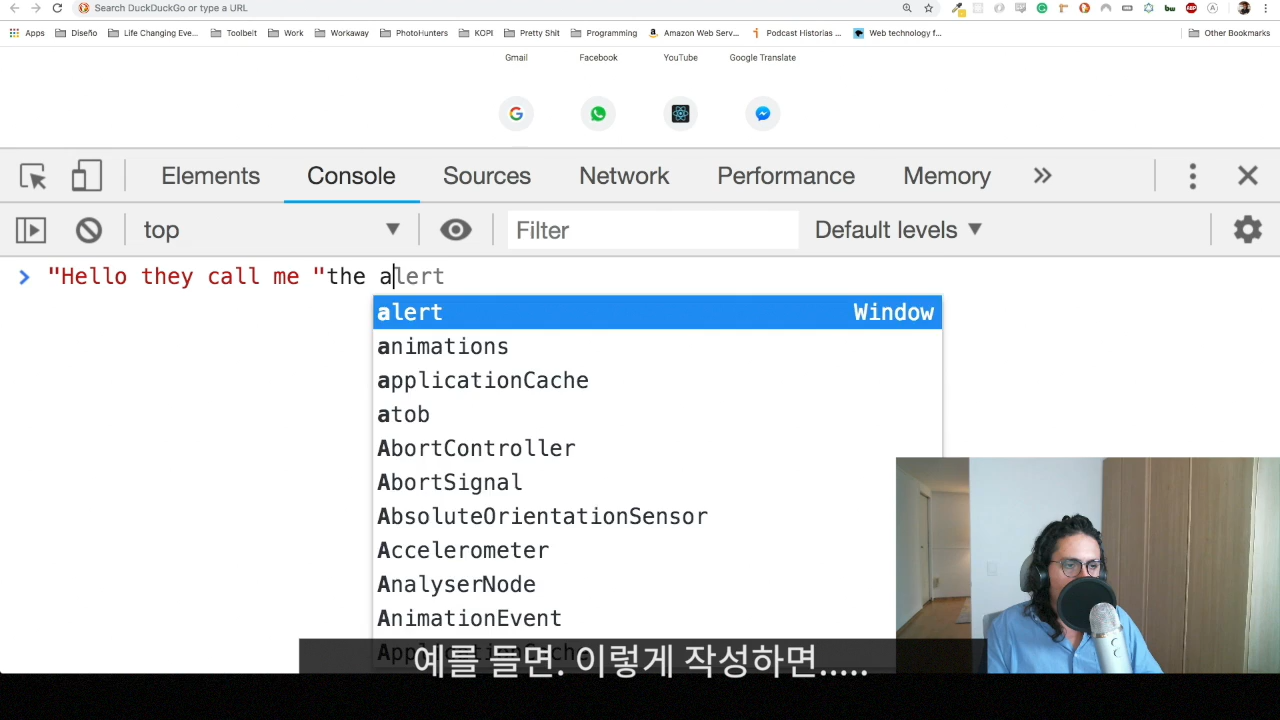 Search DuckDuckGo or type a URL
Apps Diseño Life Changing Eve... Toolbelt Work Workaway PhotoHunters KOPI Pretty Shit Programming Amazon Web Serv... Podcast Historias ... Web technology f... Other Bookmarks
Gmail Facebook YouTube Google Translate
Elements Console Sources Network Performance Memory
top Filter Default levels
"Hello they call me "the alert
alert Window
animations
applicationCache
atob
AbortController
AbortSignal
AbsoluteOrientationSensor
Accelerometer
AnalyserNode
AnimationEvent
예를 들면. 이렇게 작성하면.....